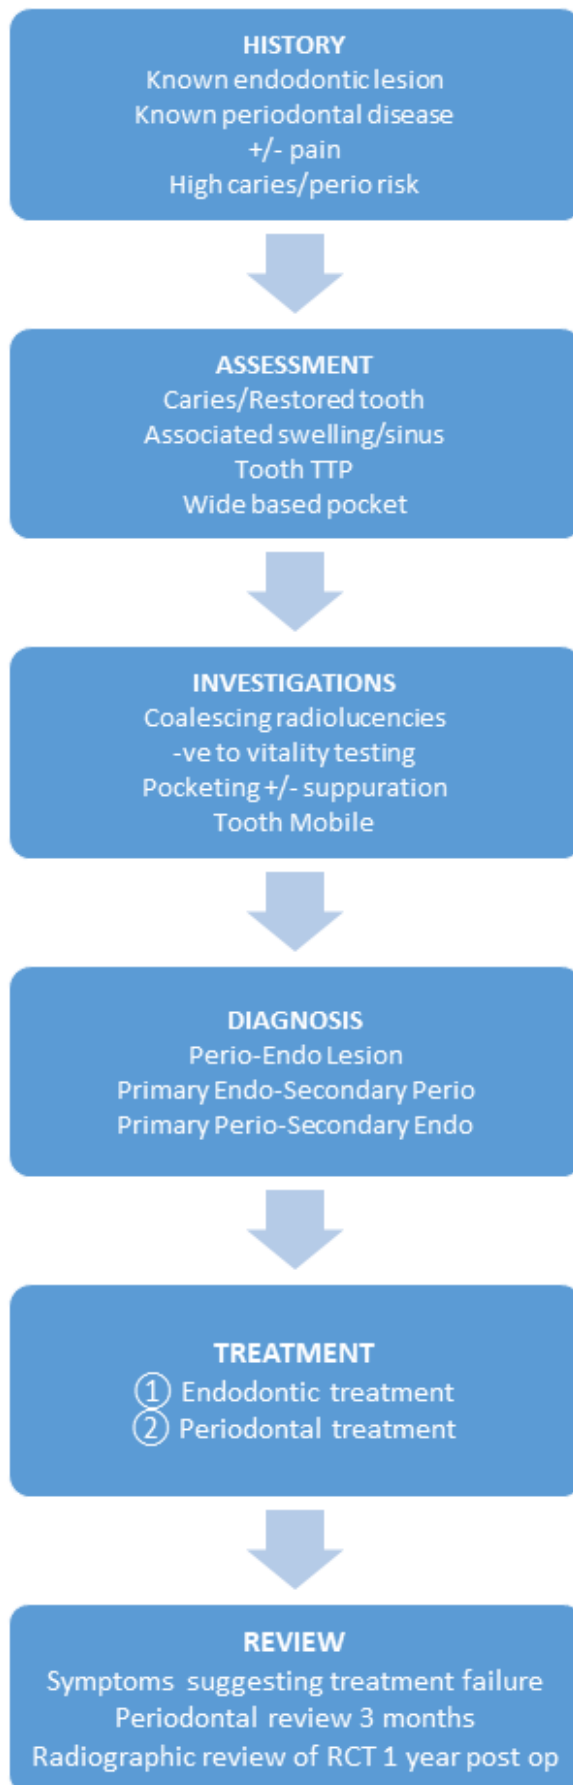 HISTORY
Known endodontic lesion
Known periodontal disease
+/- pain
High caries/perio risk
ASSESSMENT
Caries/Restored tooth
Associated swelling/sinus
Tooth TTP
Wide based pocket
INVESTIGATIONS
Coalescing radiolucencies
-ve to vitality testing
Pocketing +/- suppuration
Tooth Mobile
DIAGNOSIS
Perio-Endo Lesion
Primary Endo-Secondary Perio
Primary Perio-Secondary Endo
TREATMENT
① Endodontic treatment
② Periodontal treatment
REVIEW
Symptoms suggesting treatment failure
Periodontal review 3 months
Radiographic review of RCT 1 year post op